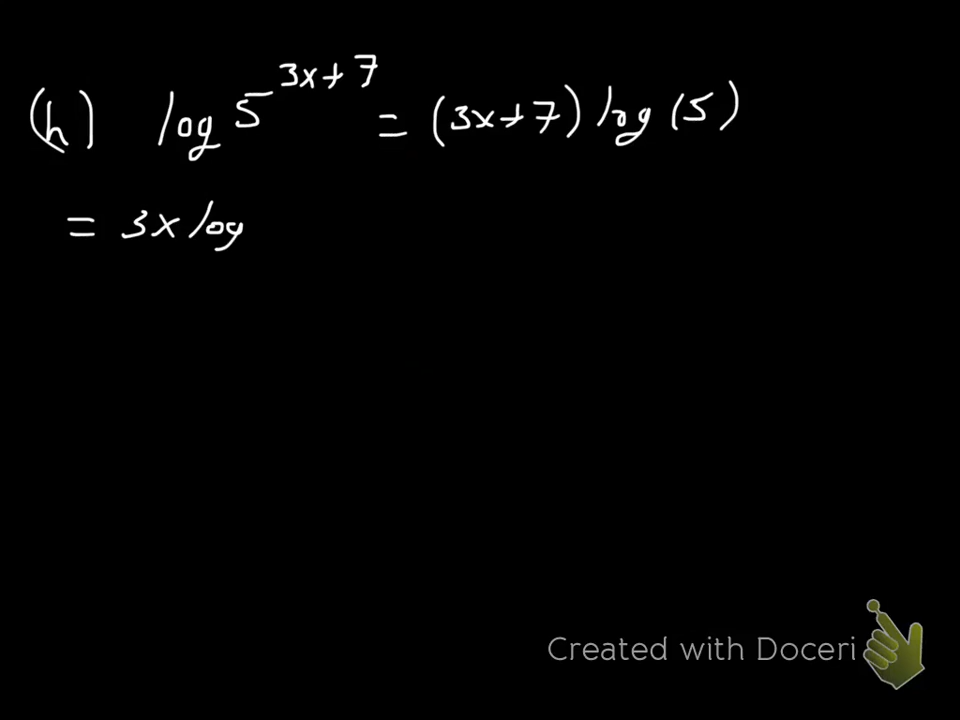 (h) log 5^{3x+7} = (3x+7) log (5)
= 3x log
Created with Doceri